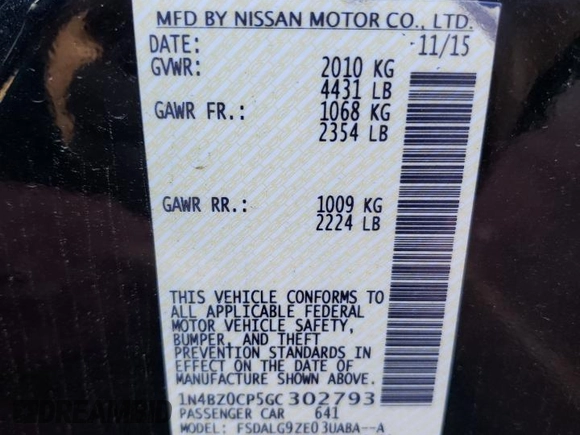 MFD BY NISSAN MOTOR CO., LTD.
DATE: 11/15
GVWR: 2010 KG
4431 LB
GAWR FR.: 1068 KG
2354 LB
GAWR RR.: 1009 KG
2224 LB
THIS VEHICLE CONFORMS TO
ALL APPLICABLE FEDERAL
MOTOR VEHICLE SAFETY,
BUMPER, AND THEFT
PREVENTION STANDARDS IN
EFFECT ON THE DATE OF
MANUFACTURE SHOWN ABOVE.
1N4BZ0CP5GC302793
PASSENGER CAR 641
MODEL: FSDALG9ZE03UABA--A